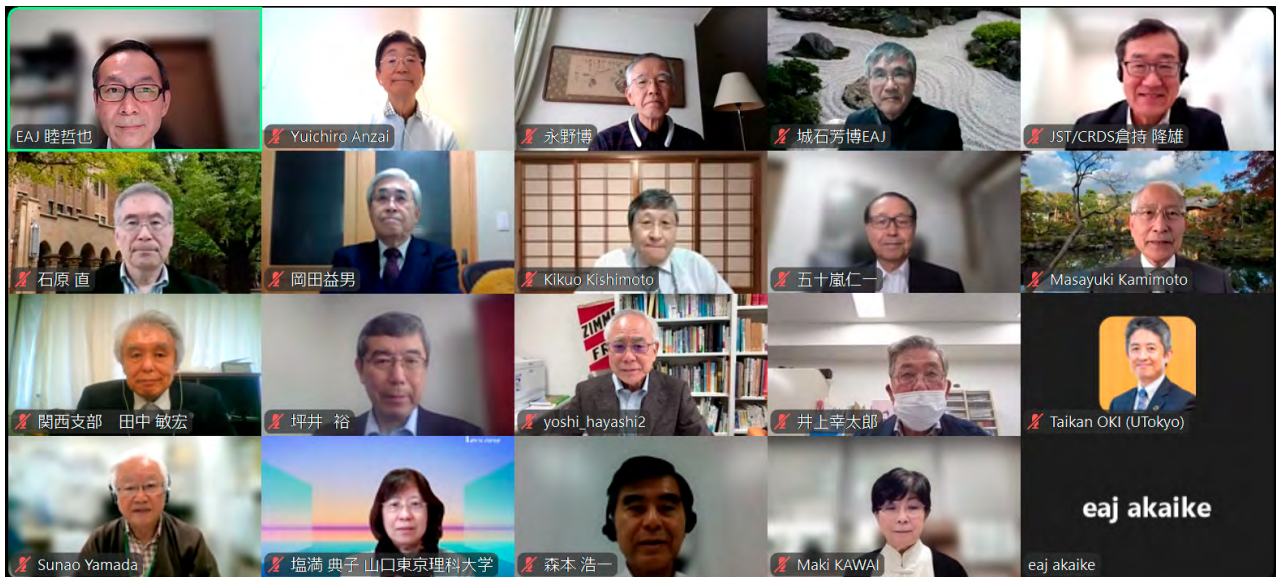 EAJ 睦哲也
Yuichiro Anzai
永野博
城石芳博EAJ
JST/CRDS倉持 隆雄
石原 直
岡田益男
Kikuo Kishimoto
五十嵐仁一
Masayuki Kamimoto
ZIMME
FR
関西支部　田中 敏宏
坪井 裕
yoshi_hayashi2
井上幸太郎
Taikan OKI (UTokyo)
eaj akaike
Sunao Yamada
塩満 典子 山口東京理科大学
森本 浩一
Maki KAWAI
eaj akaike